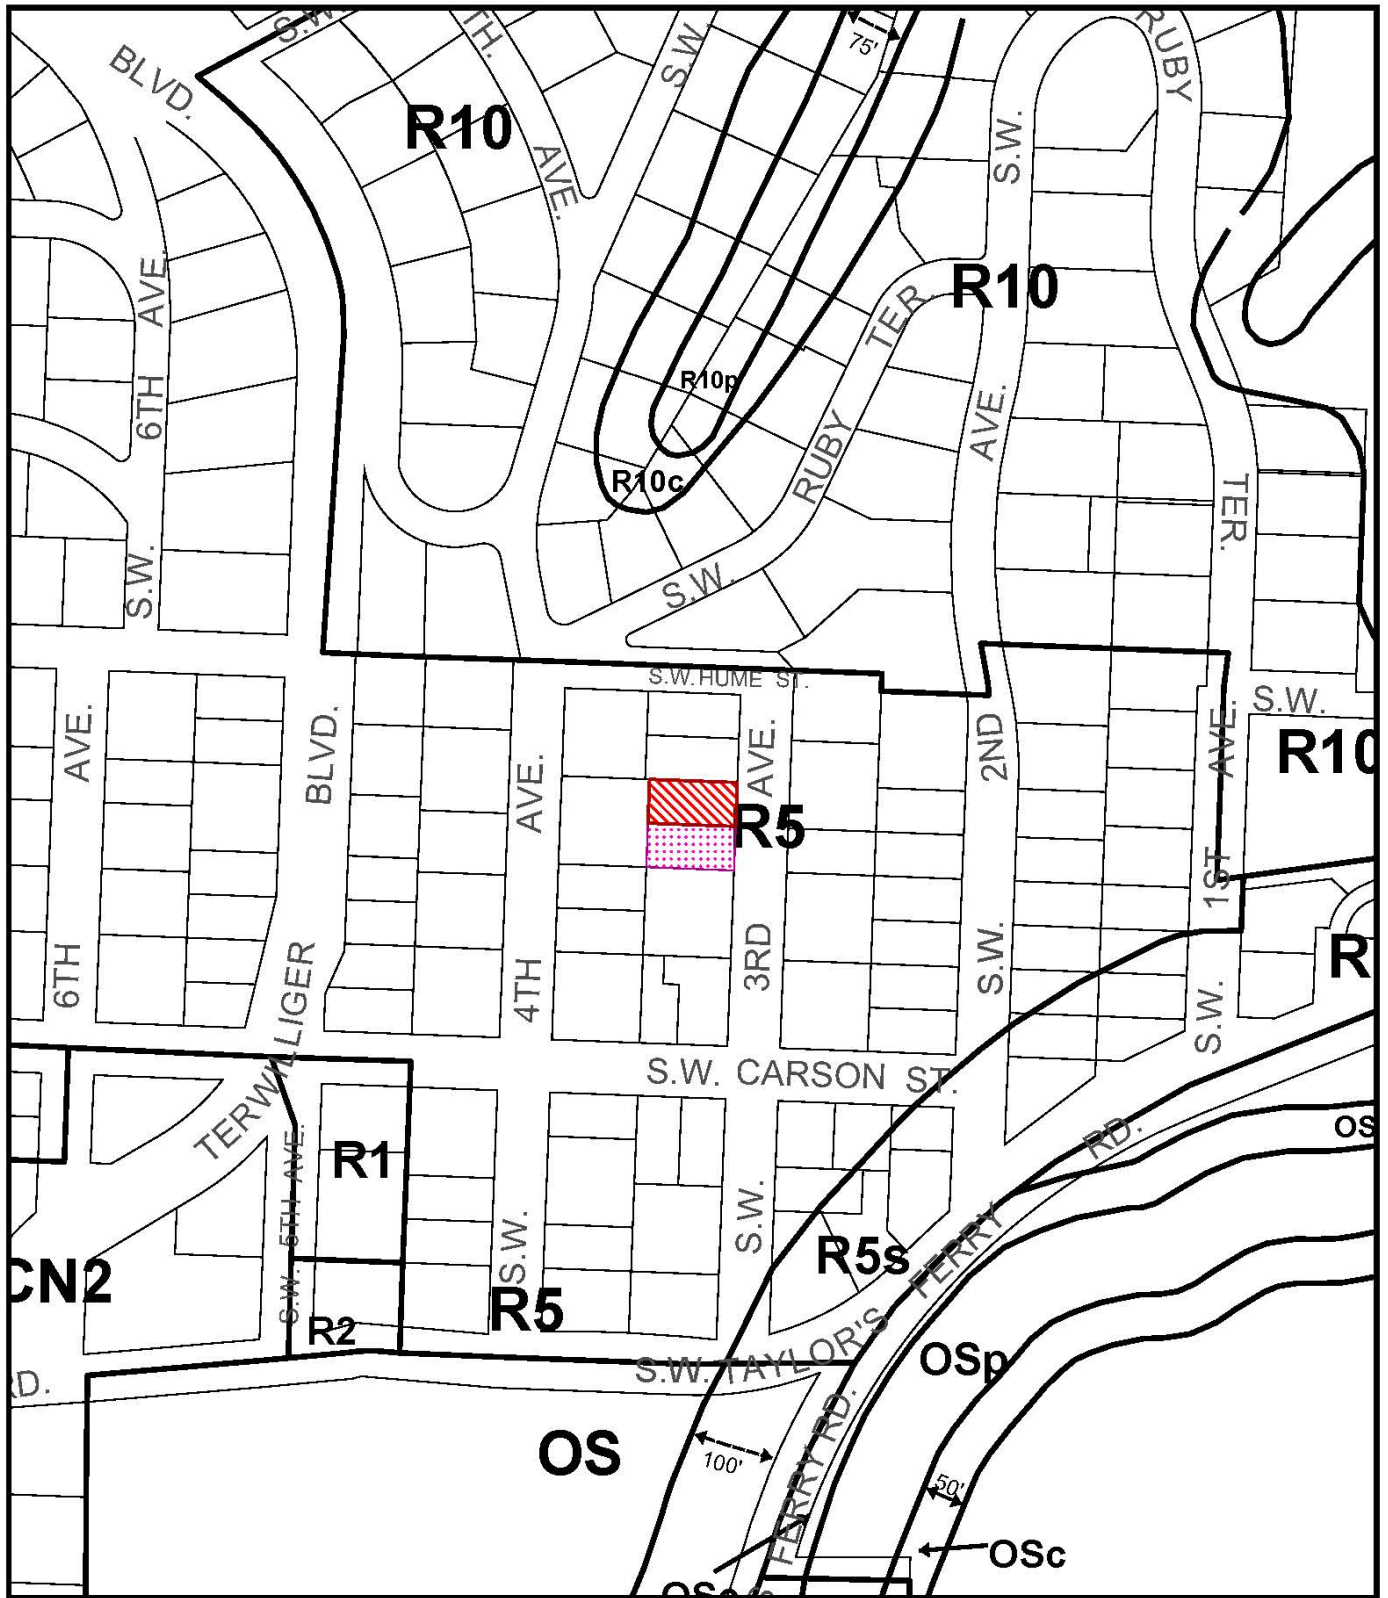 S.W.
BLVD.
TH.
AVE.
S.W.
75'
RUBY
S.W.
R10
R10
6TH AVE.
S.W.
TER.
RUBY
S.W.
R10p
R10c
AVE.
TER.
S.W. HUME ST.
S.W.
R10
AVE.
6TH
BLVD.
TERWILLIGER
AVE.
4TH
AVE.
3RD
R5
2ND
S.W.
AVE.
1ST
S.W.
R
S.W. CARSON ST.
RD.
OS
R1
S.W. 5TH AVE.
S.W.
S.W.
R5s
FERRY
CN2
R2
R5
S.W. TAYLOR'S
OSp
RD.
OS
100'
FERRY RD.
50'
OSc